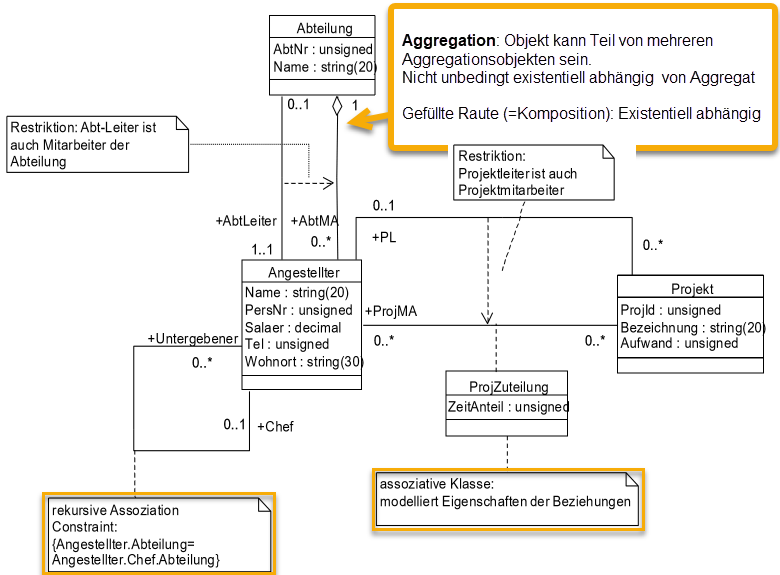 Abteilung
AbtNr : unsigned
Name : string(20)
Aggregation: Objekt kann Teil von mehreren
Aggregationsobjekten sein.
Nicht unbedingt existentiell abhängig von Aggregat
Gefüllte Raute (=Komposition): Existentiell abhängig
0..1
1
Restriktion: Abt-Leiter ist
auch Mitarbeiter der
Abteilung
Restriktion:
Projektleiter ist auch
Projektmitarbeiter
+AbtLeiter
+AbtMA
1..1
0..*
0..1
+PL
0..*
Angestellter
Name : string(20)
PersNr : unsigned
Salaer : decimal
Tel : unsigned
Wohnort : string(30)
Projekt
ProjId : unsigned
Bezeichnung : string(20)
Aufwand : unsigned
+ProjMA
0..*
0..*
+Untergebener
0..*
0..1
+Chef
ProjZuteilung
ZeitAnteil : unsigned
assoziative Klasse:
modelliert Eigenschaften der Beziehungen
rekursive Assoziation
Constraint:
{Angestellter.Abteilung=
Angestellter.Chef.Abteilung}